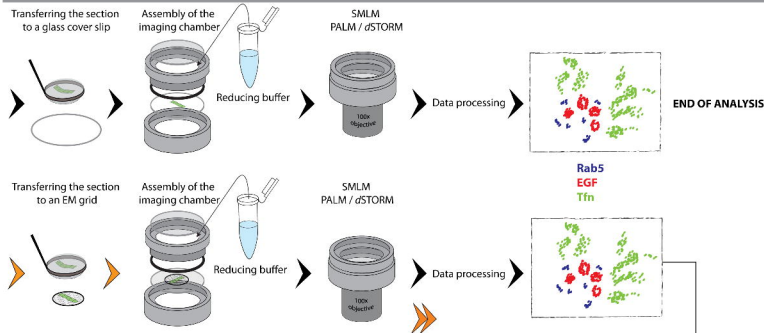 Transferring the section
to a glass cover slip
Assembly of the
imaging chamber
SMLM
PALM / dSTORM
Reducing buffer
100x
objective
Data processing
END OF ANALYSIS
Rab5
EGF
Tfn
Transferring the section
to an EM grid
Assembly of the
imaging chamber
SMLM
PALM / dSTORM
Reducing buffer
100x
objective
Data processing